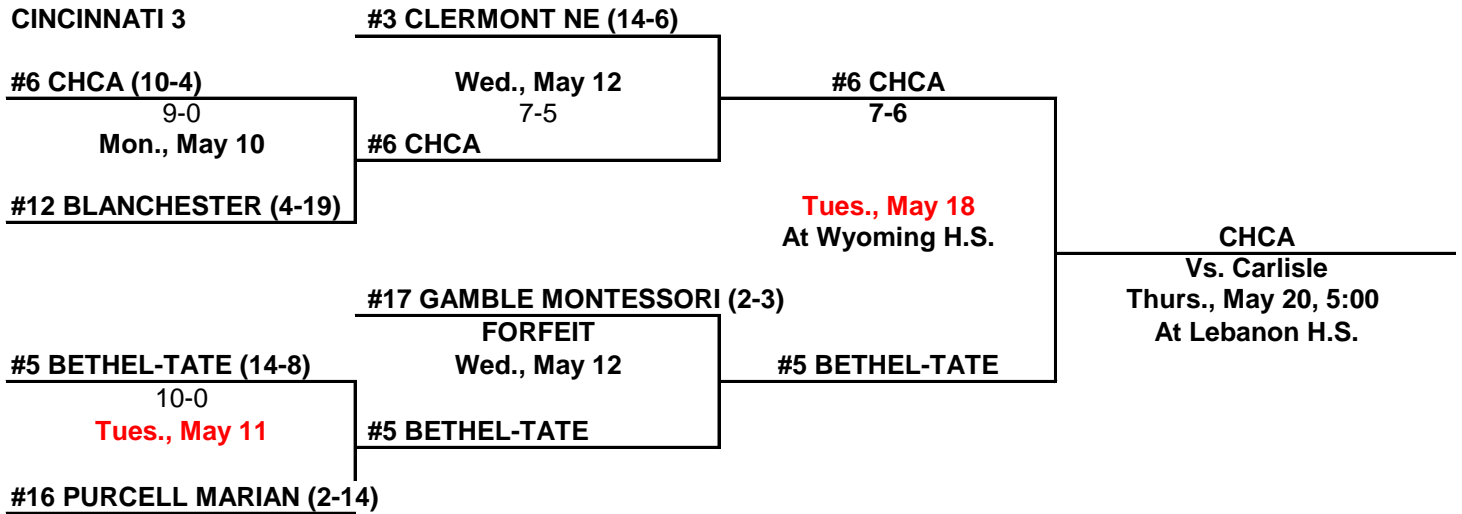 CINCINNATI 3
#3 CLERMONT NE (14-6)
#6 CHCA (10-4)
Wed., May 12
#6 CHCA
9-0
7-5
7-6
Mon., May 10
#6 CHCA
#12 BLANCHESTER (4-19)
Tues., May 18
At Wyoming H.S.
CHCA
Vs. Carlisle
#17 GAMBLE MONTESSORI (2-3)
Thurs., May 20, 5:00
FORFEIT
At Lebanon H.S.
#5 BETHEL-TATE (14-8)
Wed., May 12
#5 BETHEL-TATE
10-0
Tues., May 11
#5 BETHEL-TATE
#16 PURCELL MARIAN (2-14)